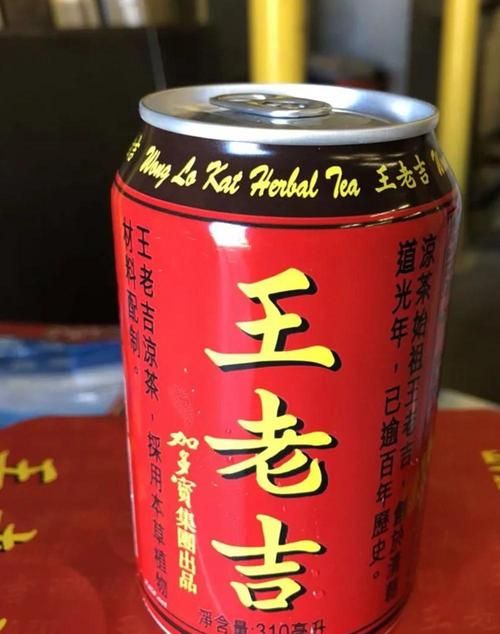 Wong Lo Kat Herbal Tea 王老吉
王老吉
涼茶始祖王老吉，創於清朝
道光年，已逾百年歷史。
王老吉涼茶，採用本草植物
材料配制。
加多寶集團出品
淨含量:310毫升